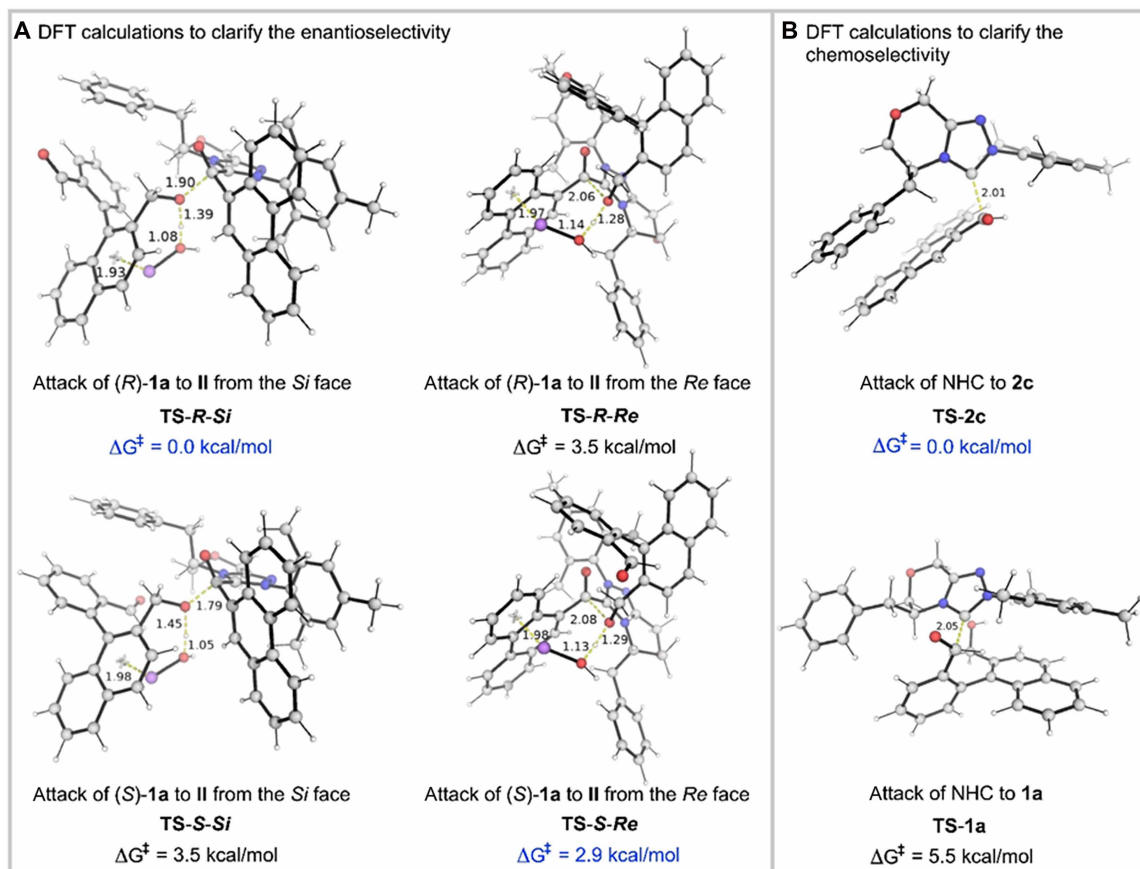 A DFT calculations to clarify the enantioselectivity
1.90
1.39
1.08
1.93
Attack of (R)-1a to II from the Si face
TS-R-Si
ΔG‡ = 0.0 kcal/mol
2.06
1.97
1.14
1.28
Attack of (R)-1a to II from the Re face
TS-R-Re
ΔG‡ = 3.5 kcal/mol
1.79
1.45
1.05
1.98
Attack of (S)-1a to II from the Si face
TS-S-Si
ΔG‡ = 3.5 kcal/mol
2.08
1.98
1.13
1.29
Attack of (S)-1a to II from the Re face
TS-S-Re
ΔG‡ = 2.9 kcal/mol
B DFT calculations to clarify the
chemoselectivity
2.01
Attack of NHC to 2c
TS-2c
ΔG‡ = 0.0 kcal/mol
2.05
Attack of NHC to 1a
TS-1a
ΔG‡ = 5.5 kcal/mol